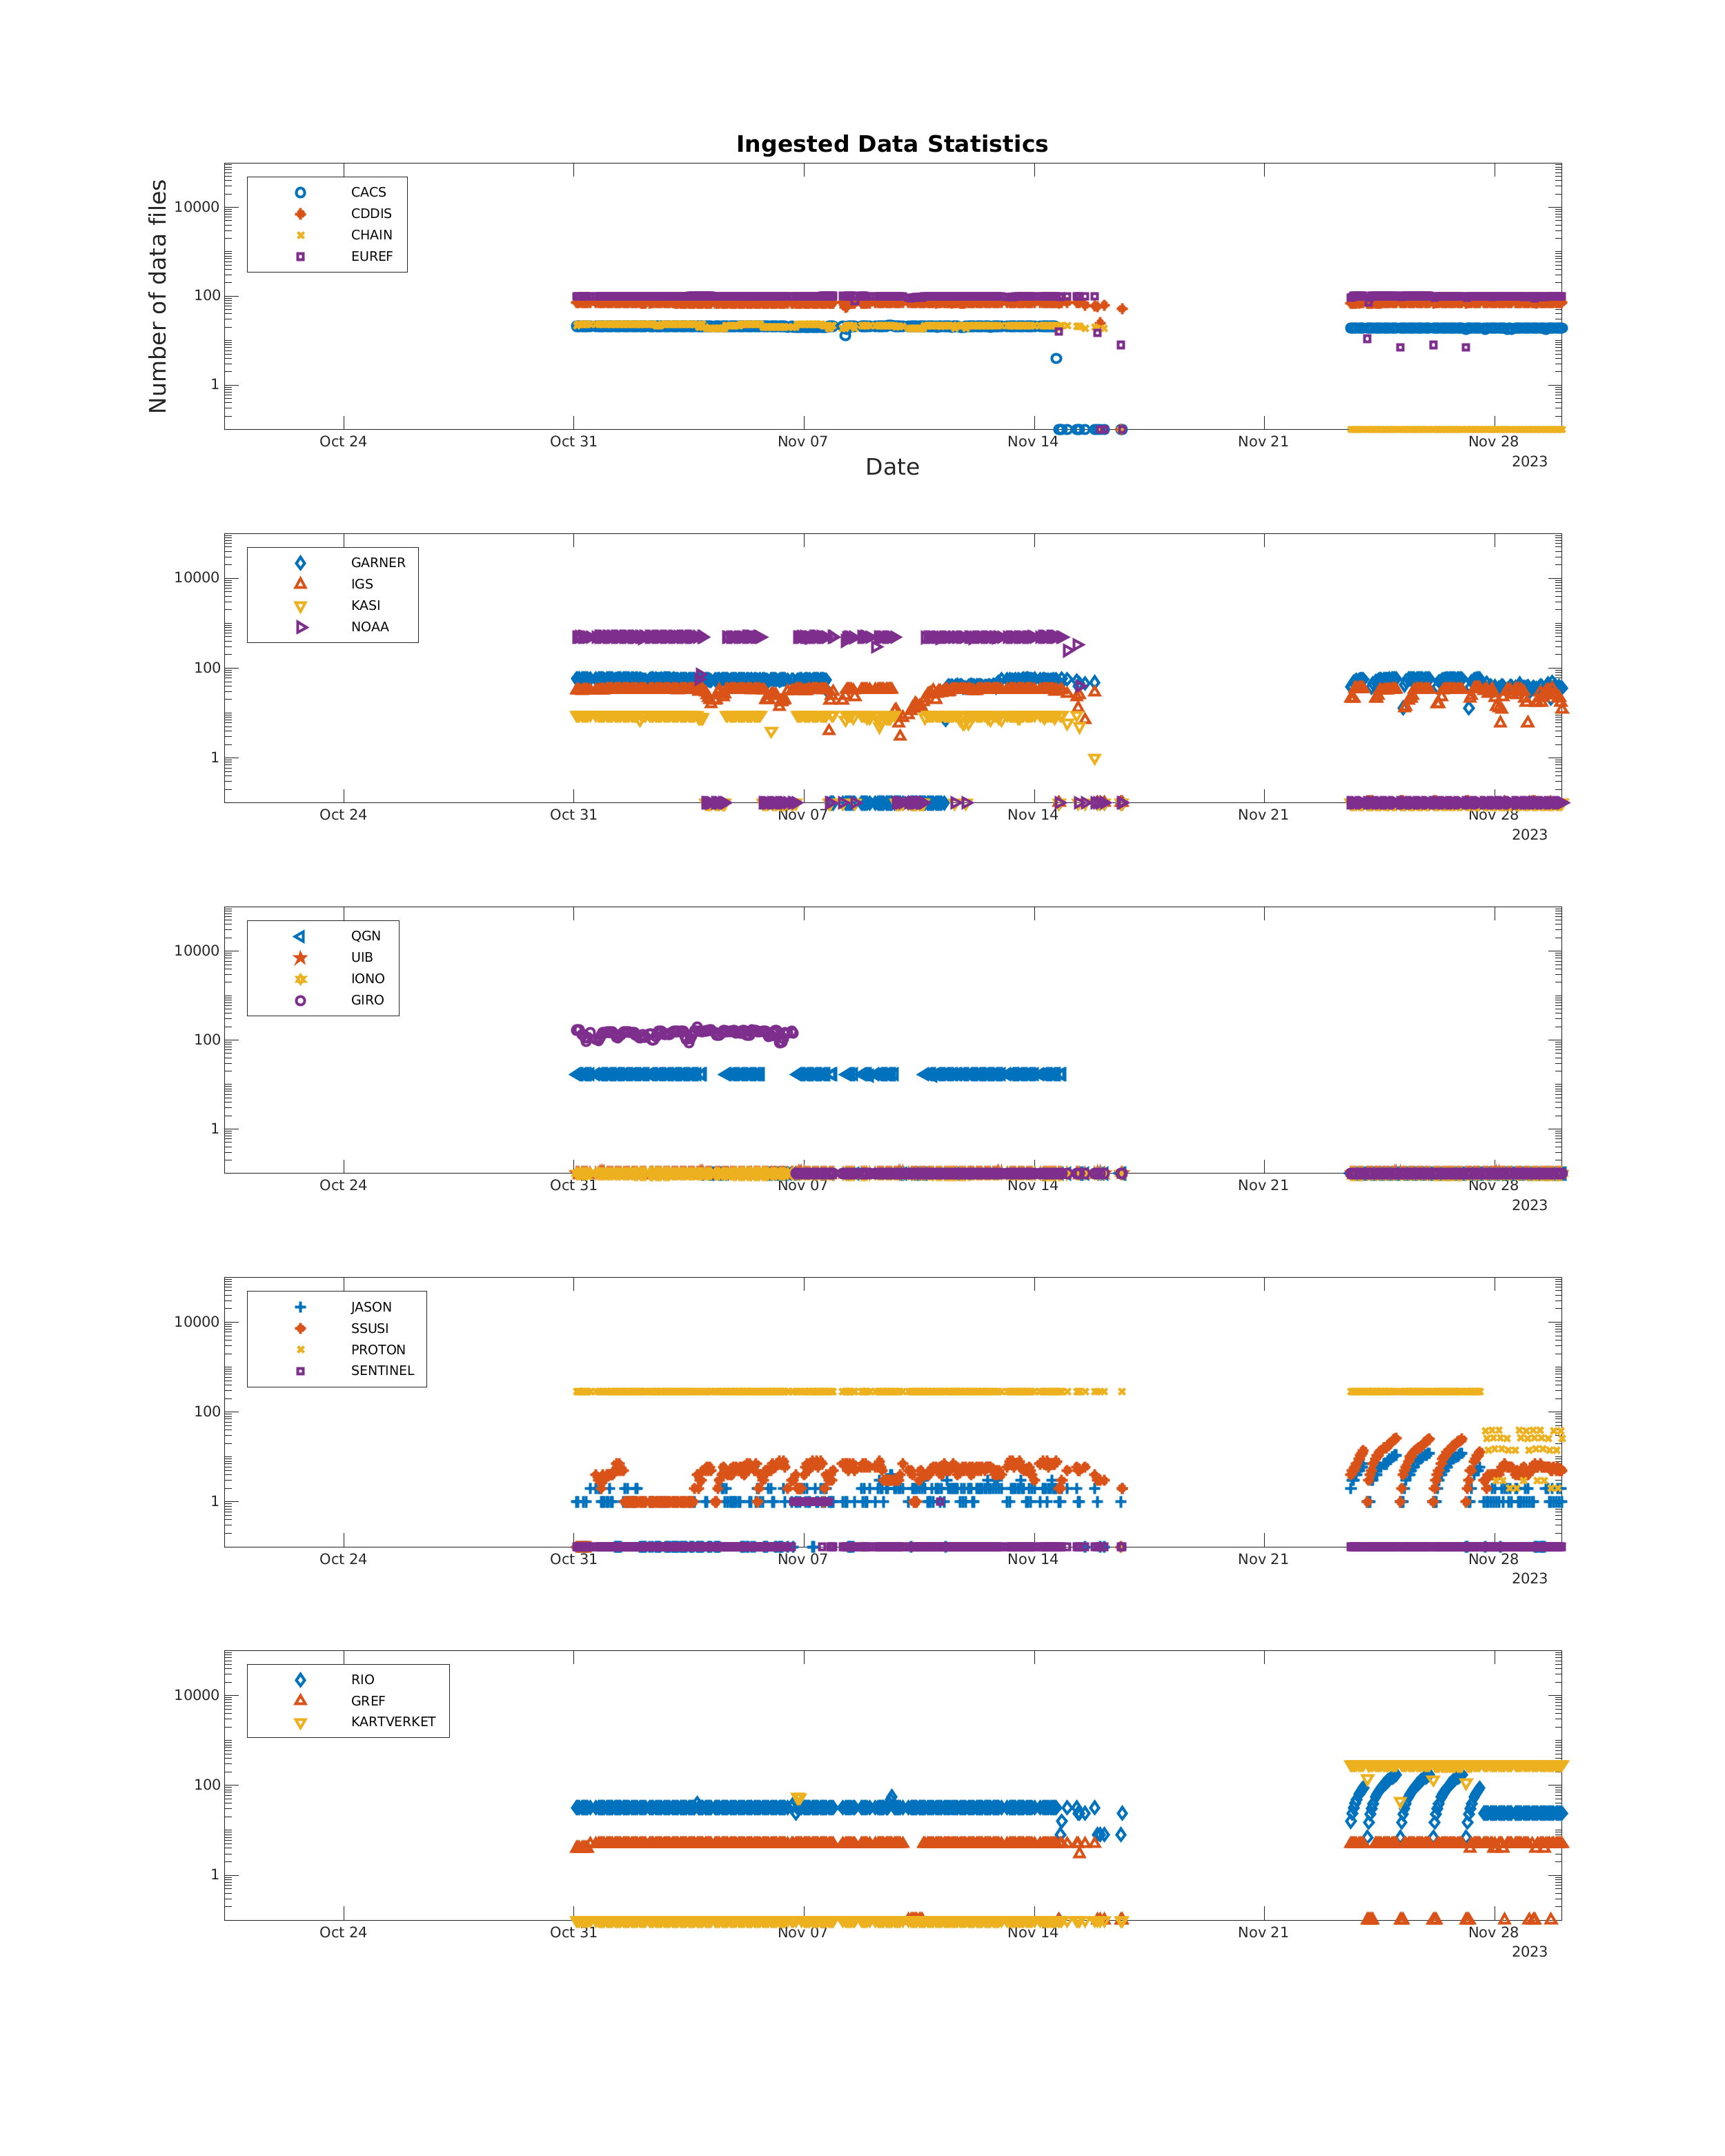 Ingested Data Statistics
Number of data files
10000
100
1
CACS
CDDIS
CHAIN
EUREF
Oct 24 Oct 31 Nov 07 Nov 14 Nov 21 Nov 28
2023
Date
10000
100
1
GARNER
IGS
KASI
NOAA
Oct 24 Oct 31 Nov 07 Nov 14 Nov 21 Nov 28
2023
10000
100
1
QGN
UIB
IONO
GIRO
Oct 24 Oct 31 Nov 07 Nov 14 Nov 21 Nov 28
2023
10000
100
1
JASON
SSUSI
PROTON
SENTINEL
Oct 24 Oct 31 Nov 07 Nov 14 Nov 21 Nov 28
2023
10000
100
1
RIO
GREF
KARTVERKET
Oct 24 Oct 31 Nov 07 Nov 14 Nov 21 Nov 28
2023